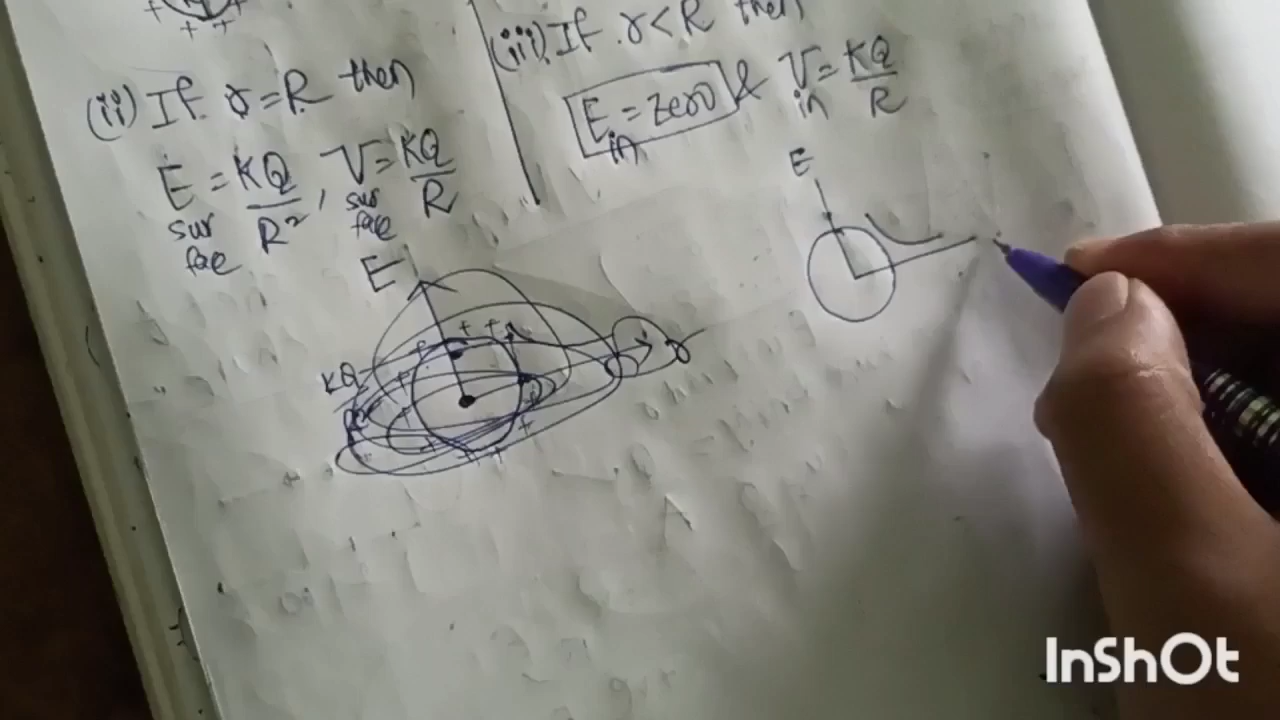 (ii) If r=R then
E = KQ/R², V = KQ/R
sur face sur face
(iii) If r<R then
E = zero & V = KQ/R
in in
E
E
KQ
InShOt